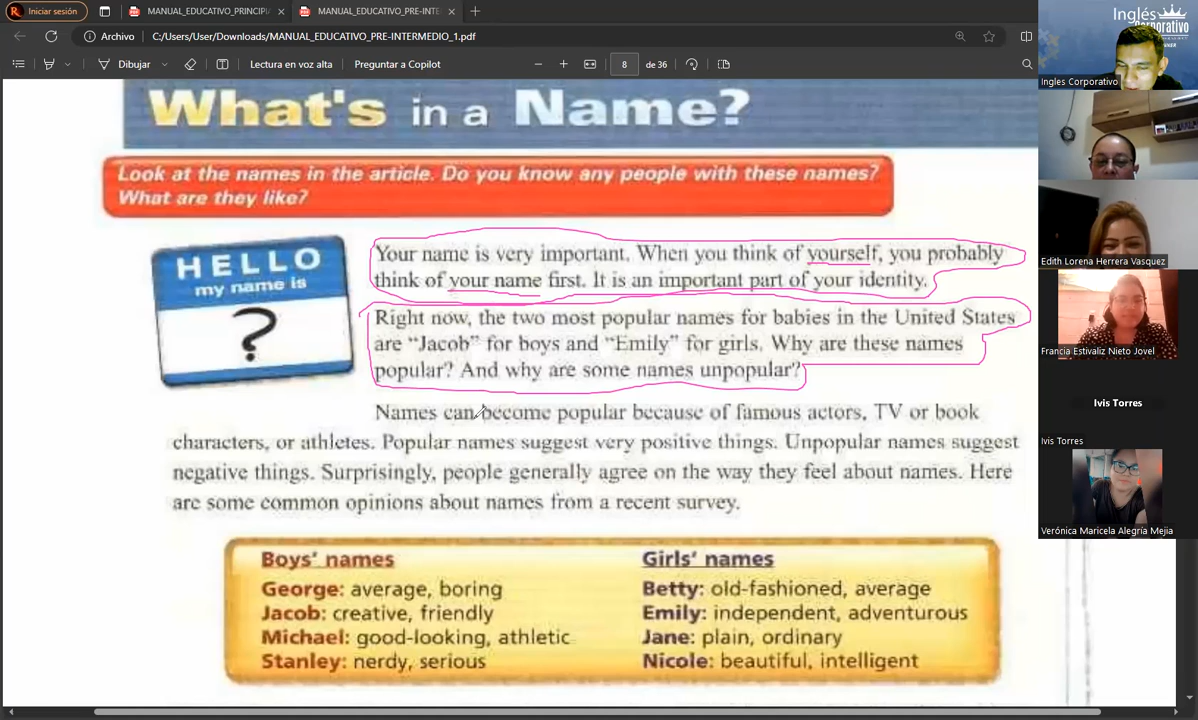 Iniciar sesión
MANUAL_EDUCATIVO_PRINCIPI
MANUAL_EDUCATIVO_PRE-INTE
Archivo
C:/Users/User/Downloads/MANUAL_EDUCATIVO_PRE-INTERMEDIO_1.pdf
Dibujar
Lectura en voz alta
Preguntar a Copilot
8
de 36
What's in a Name?
Look at the names in the article. Do you know any people with these names?
What are they like?
HELLO
my name is
?
Your name is very important. When you think of yourself, you probably
think of your name first. It is an important part of your identity.
Right now, the two most popular names for babies in the United States
are “Jacob” for boys and “Emily” for girls. Why are these names
popular? And why are some names unpopular?
Names can become popular because of famous actors, TV or book
characters, or athletes. Popular names suggest very positive things. Unpopular names suggest
negative things. Surprisingly, people generally agree on the way they feel about names. Here
are some common opinions about names from a recent survey.
Boys' names
George: average, boring
Jacob: creative, friendly
Michael: good-looking, athletic
Stanley: nerdy, serious
Girls' names
Betty: old-fashioned, average
Emily: independent, adventurous
Jane: plain, ordinary
Nicole: beautiful, intelligent
Inglés
Corporativo
Ingles Corporativo
Edith Lorena Herrera Vasquez
Francia Estivaliz Nieto Jovel
Ivis Torres
Ivis Torres
Verónica Maricela Alegría Mejia